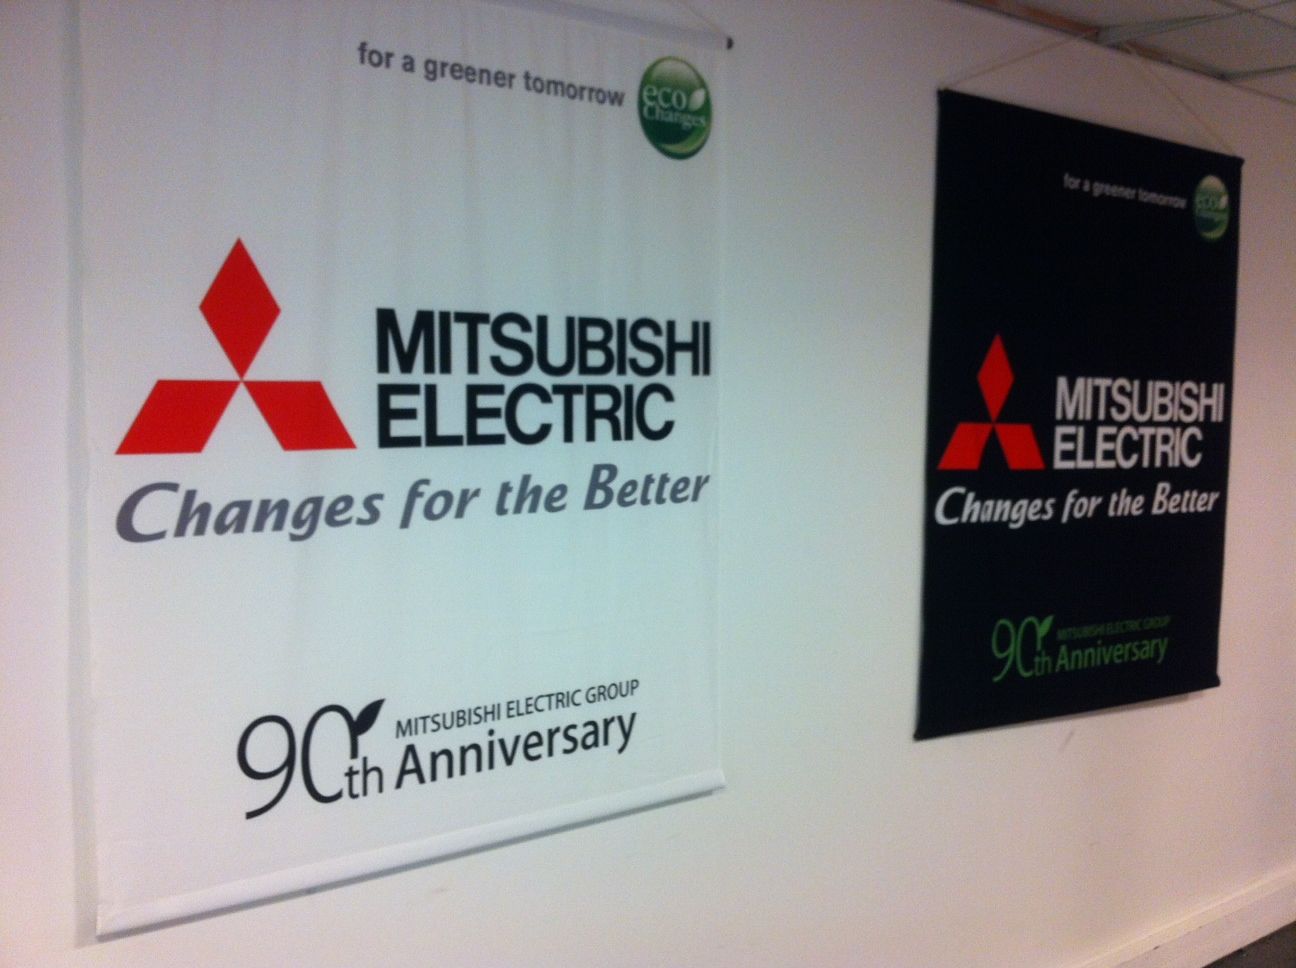 for a greener tomorrow
eco
Changes
MITSUBISHI
ELECTRIC
Changes for the Better
90th
MITSUBISHI ELECTRIC GROUP
Anniversary
for a greener tomorrow
eco
Changes
MITSUBISHI
ELECTRIC
Changes for the Better
90th
MITSUBISHI ELECTRIC GROUP
Anniversary